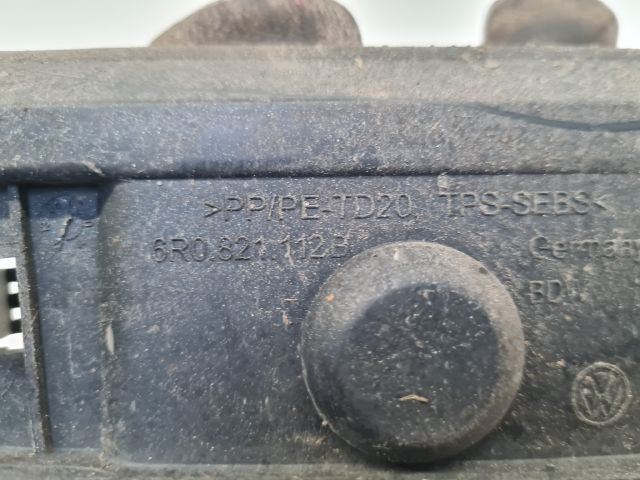 >PP/PE-TD20, TPS-SEBS<
6R0.821.112B
Germany
BDW